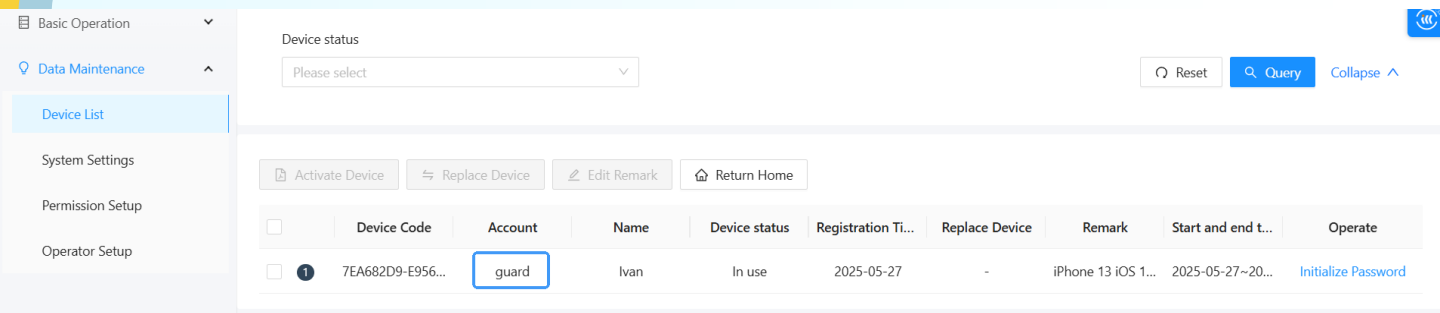 Basic Operation
Device status
Data Maintenance
Please select
Reset
Query
Collapse
Device List
System Settings
Activate Device
Replace Device
Edit Remark
Return Home
Permission Setup
Device Code Account Name Device status Registration Ti... Replace Device Remark Start and end t... Operate
Operator Setup
1 7EA682D9-E956... guard Ivan In use 2025-05-27 - iPhone 13 iOS 1... 2025-05-27~20... Initialize Password